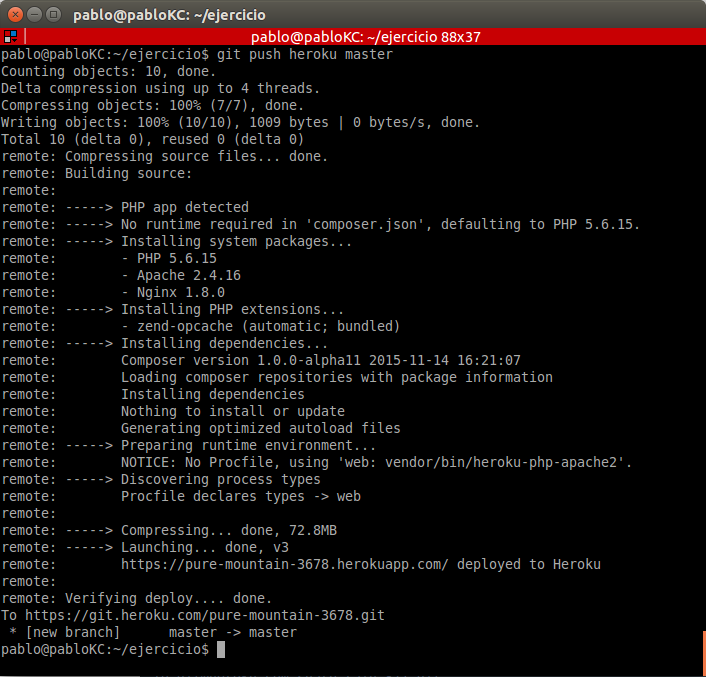 pablo@pabloKC: ~/ejercicio
pablo@pabloKC: ~/ejercicio 88x37
pablo@pabloKC:~/ejercicio$ git push heroku master
Counting objects: 10, done.
Delta compression using up to 4 threads.
Compressing objects: 100% (7/7), done.
Writing objects: 100% (10/10), 1009 bytes | 0 bytes/s, done.
Total 10 (delta 0), reused 0 (delta 0)
remote: Compressing source files... done.
remote: Building source:
remote:
remote: -----> PHP app detected
remote: -----> No runtime required in 'composer.json', defaulting to PHP 5.6.15.
remote: -----> Installing system packages...
remote:        - PHP 5.6.15
remote:        - Apache 2.4.16
remote:        - Nginx 1.8.0
remote: -----> Installing PHP extensions...
remote:        - zend-opcache (automatic; bundled)
remote: -----> Installing dependencies...
remote:        Composer version 1.0.0-alpha11 2015-11-14 16:21:07
remote:        Loading composer repositories with package information
remote:        Installing dependencies
remote:        Nothing to install or update
remote:        Generating optimized autoload files
remote: -----> Preparing runtime environment...
remote:        NOTICE: No Procfile, using 'web: vendor/bin/heroku-php-apache2'.
remote: -----> Discovering process types
remote:        Procfile declares types -> web
remote:
remote: -----> Compressing... done, 72.8MB
remote: -----> Launching... done, v3
remote:        https://pure-mountain-3678.herokuapp.com/ deployed to Heroku
remote:
remote: Verifying deploy.... done.
To https://git.heroku.com/pure-mountain-3678.git
 * [new branch]      master -> master
pablo@pabloKC:~/ejercicio$